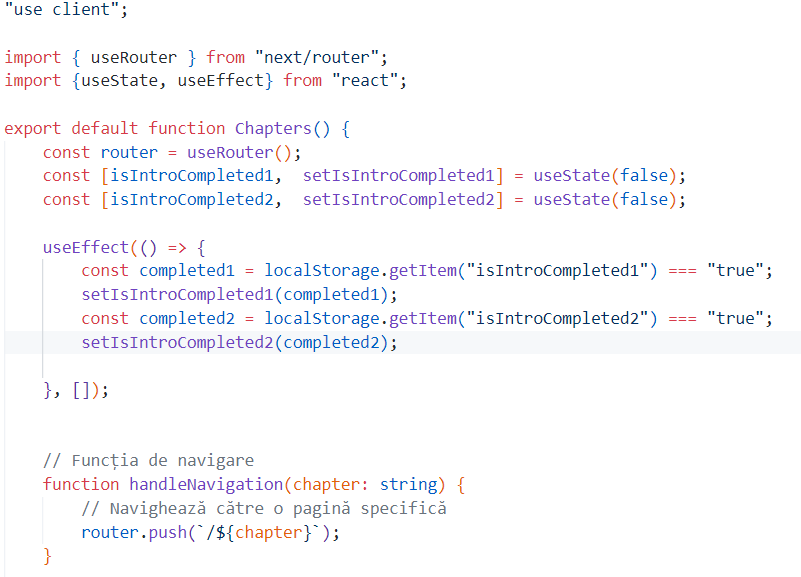 "use client";
import { useRouter } from "next/router";
import {useState, useEffect} from "react";
export default function Chapters() {
    const router = useRouter();
    const [isIntroCompleted1,  setIsIntroCompleted1] = useState(false);
    const [isIntroCompleted2,  setIsIntroCompleted2] = useState(false);
    useEffect(() => {
        const completed1 = localStorage.getItem("isIntroCompleted1") === "true";
        setIsIntroCompleted1(completed1);
        const completed2 = localStorage.getItem("isIntroCompleted2") === "true";
        setIsIntroCompleted2(completed2);
    }, []);
    // Funcția de navigare
    function handleNavigation(chapter: string) {
        // Navighează către o pagină specifică
        router.push(`/${chapter}`);
    }